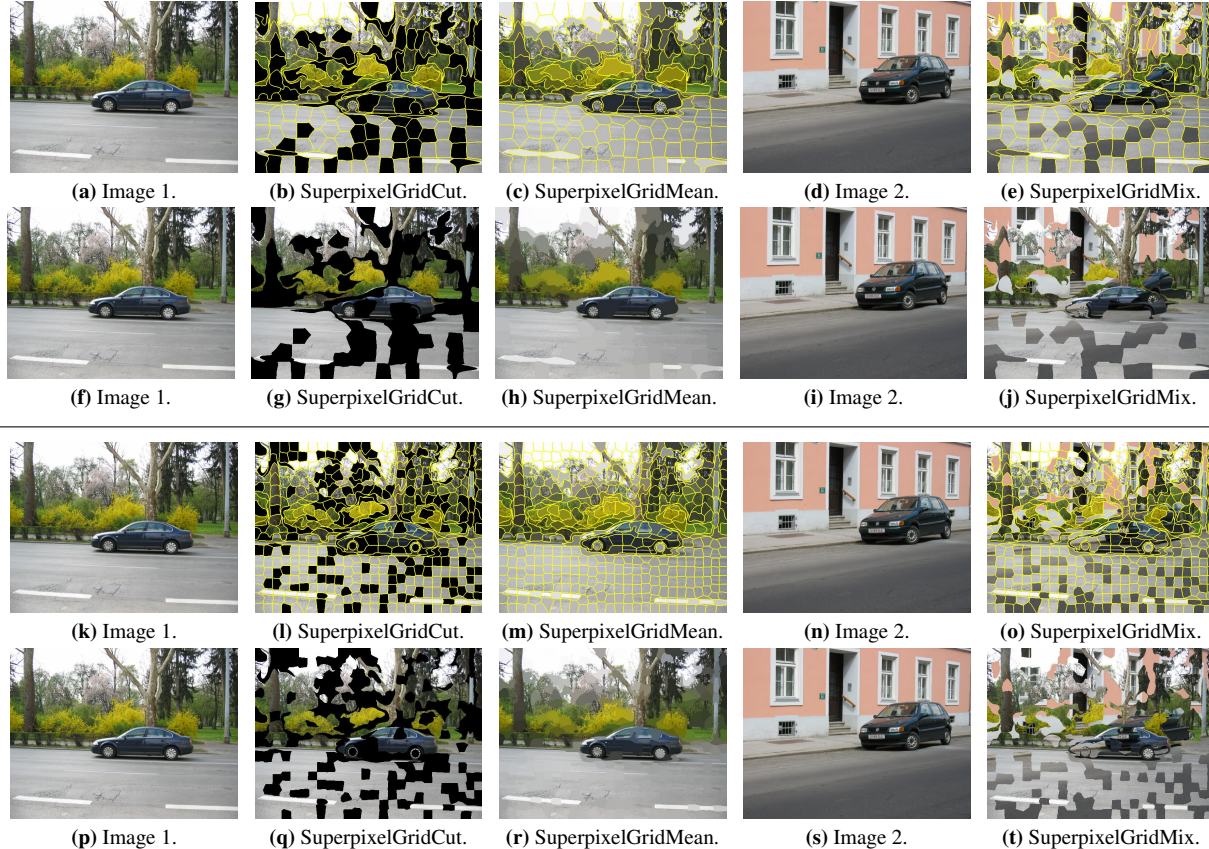 (a) Image 1.
(b) SuperpixelGridCut.
(c) SuperpixelGridMean.
(d) Image 2.
(e) SuperpixelGridMix.
(f) Image 1.
(g) SuperpixelGridCut.
(h) SuperpixelGridMean.
(i) Image 2.
(j) SuperpixelGridMix.
(k) Image 1.
(l) SuperpixelGridCut.
(m) SuperpixelGridMean.
(n) Image 2.
(o) SuperpixelGridMix.
(p) Image 1.
(q) SuperpixelGridCut.
(r) SuperpixelGridMean.
(s) Image 2.
(t) SuperpixelGridMix.